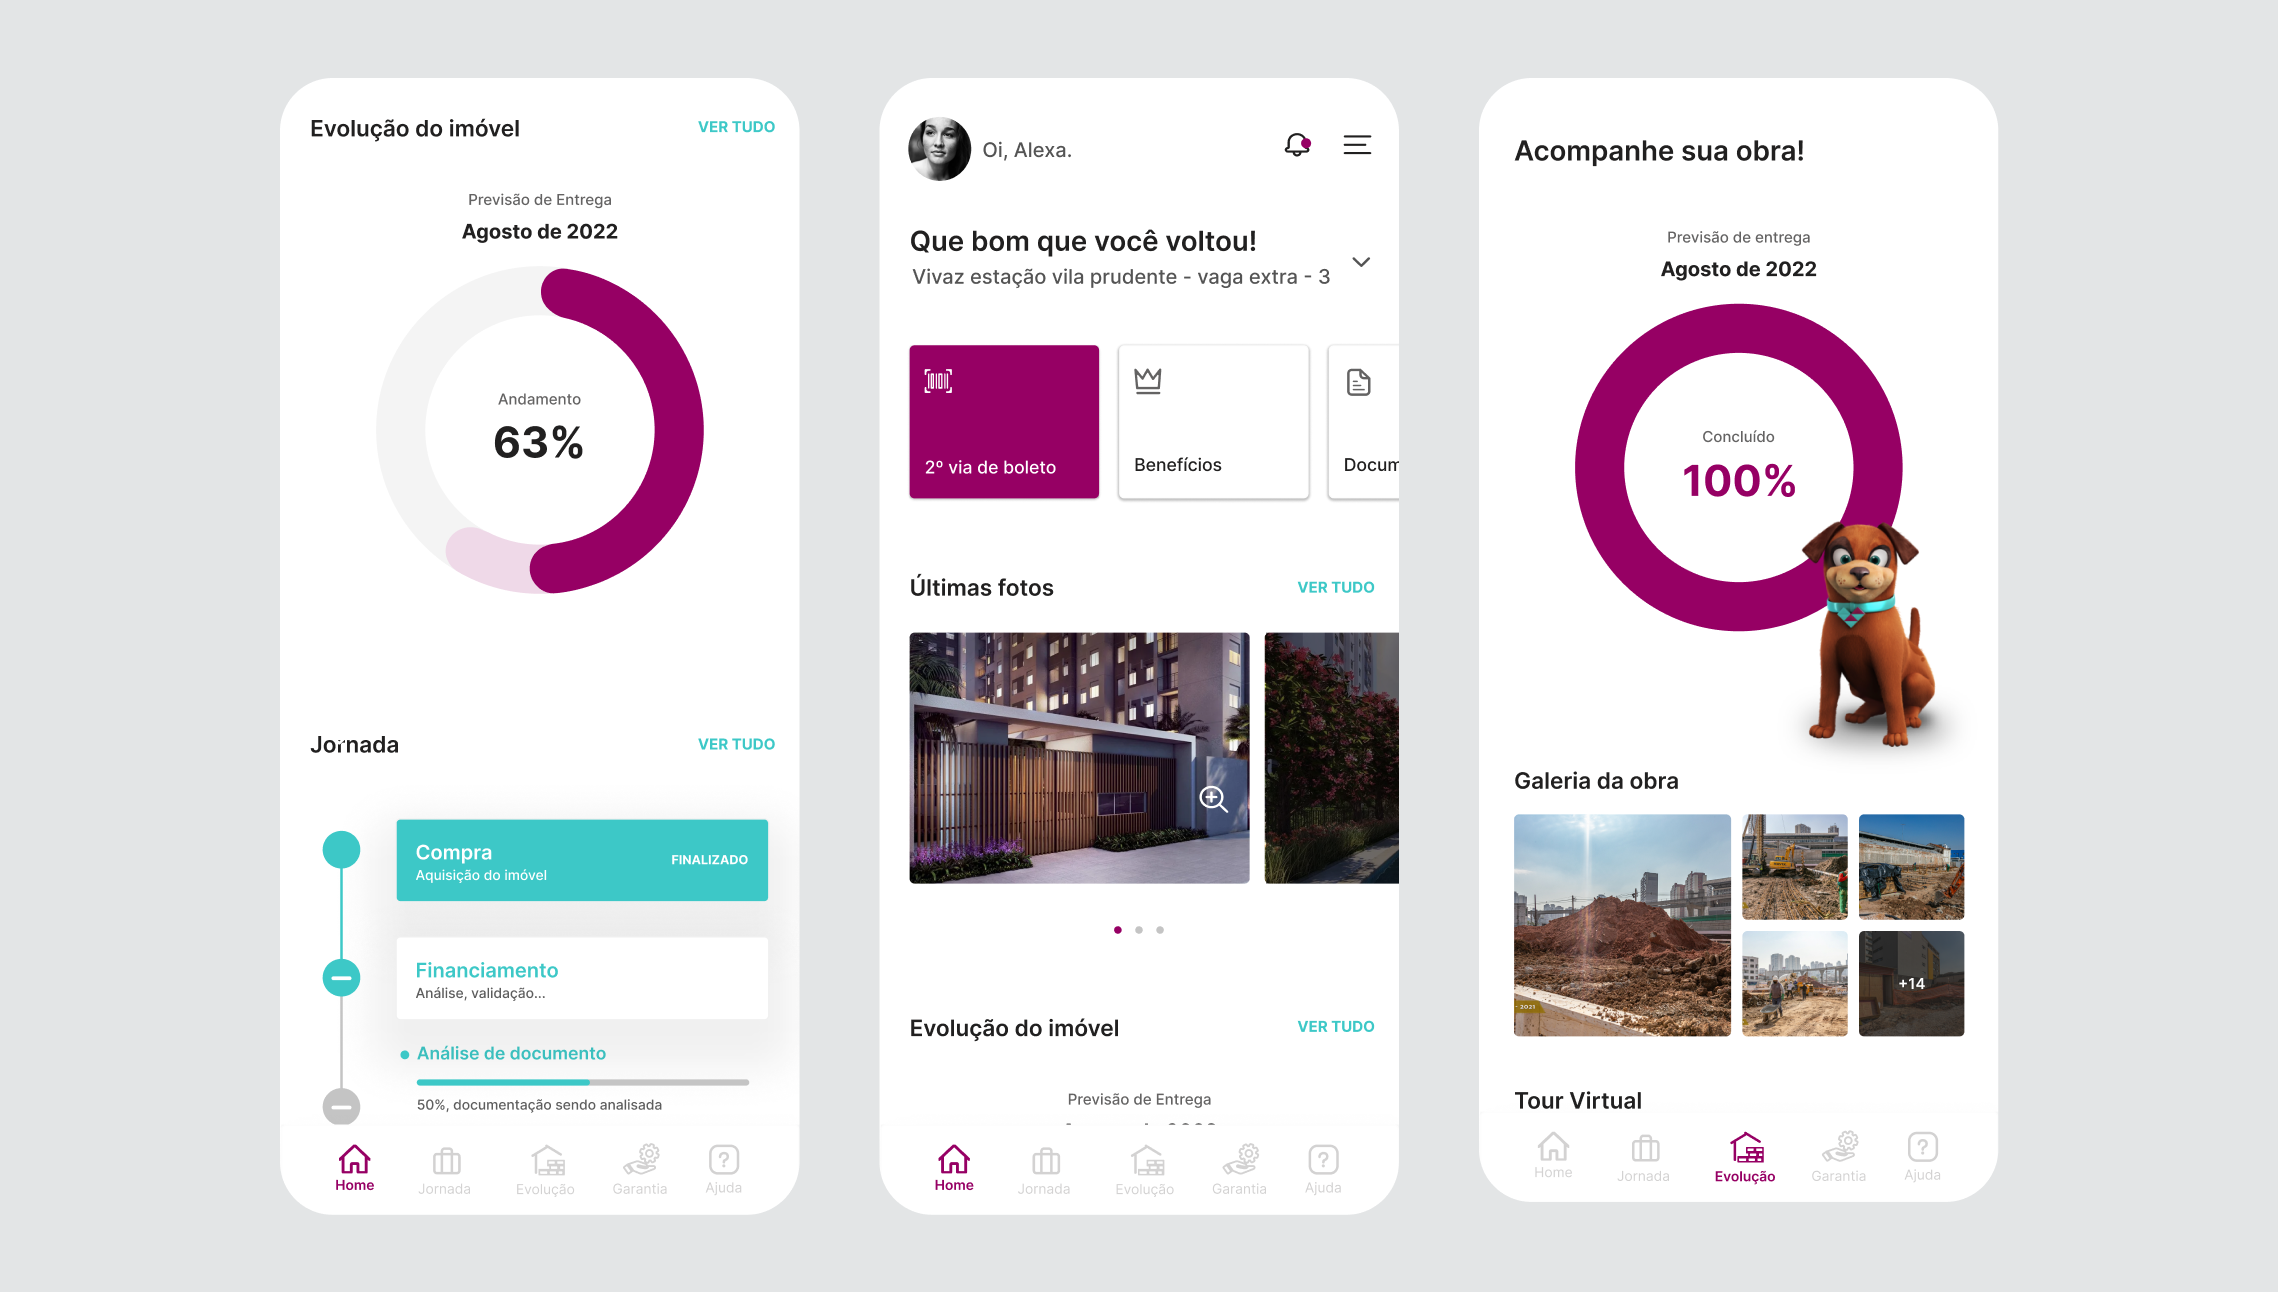 Evolução do imóvel
VER TUDO
Previsão de Entrega
Agosto de 2022
Andamento
63%
Jornada
VER TUDO
Compra
Aquisição do imóvel
FINALIZADO
Financiamento
Análise, validação...
Análise de documento
50%, documentação sendo analisada
Home
Jornada
Evolução
Garantia
Ajuda
Oi, Alexa.
Que bom que você voltou!
Vivaz estação vila prudente - vaga extra - 3
2º via de boleto
Benefícios
Docum
Últimas fotos
VER TUDO
Evolução do imóvel
VER TUDO
Previsão de Entrega
Home
Jornada
Evolução
Garantia
Ajuda
Acompanhe sua obra!
Previsão de entrega
Agosto de 2022
Concluído
100%
Galeria da obra
2021
+14
Tour Virtual
Home
Jornada
Evolução
Garantia
Ajuda